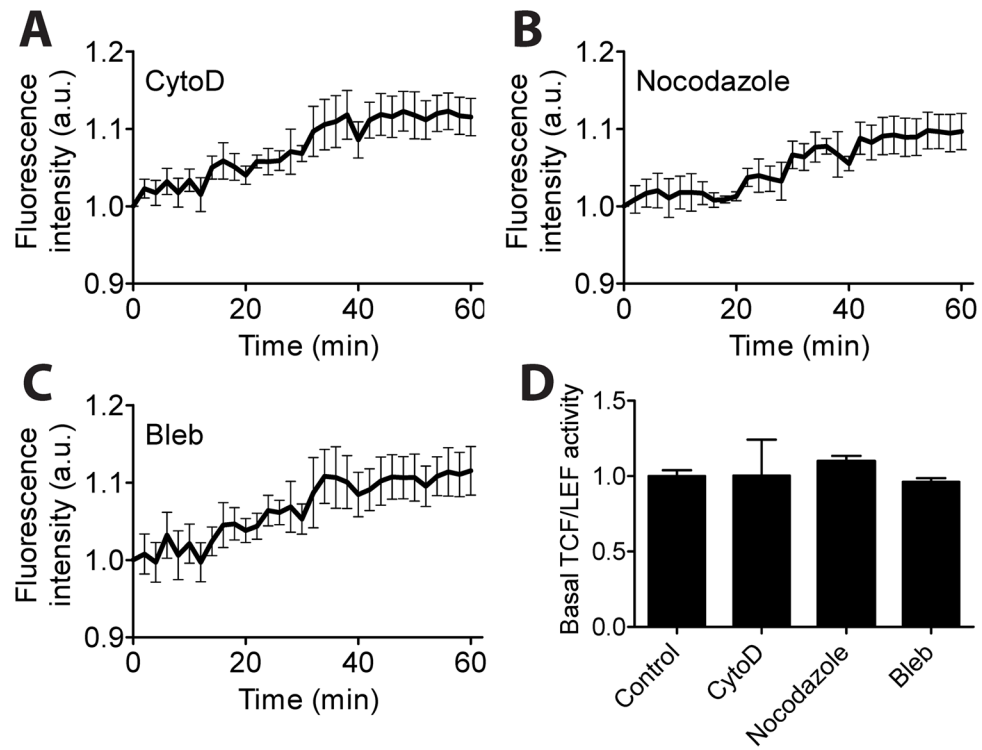 A
Fluorescence
intensity (a.u.)
1.2
1.1
1.0
0.9
CytoD
0
20
40
60
Time (min)
B
Fluorescence
intensity (a.u.)
1.2
1.1
1.0
0.9
Nocodazole
0
20
40
60
Time (min)
C
Fluorescence
intensity (a.u.)
1.2
1.1
1.0
0.9
Bleb
0
20
40
60
Time (min)
D
Basal TCF/LEF activity
1.5
1.0
0.5
0.0
Control
CytoD
Nocodazole
Bleb